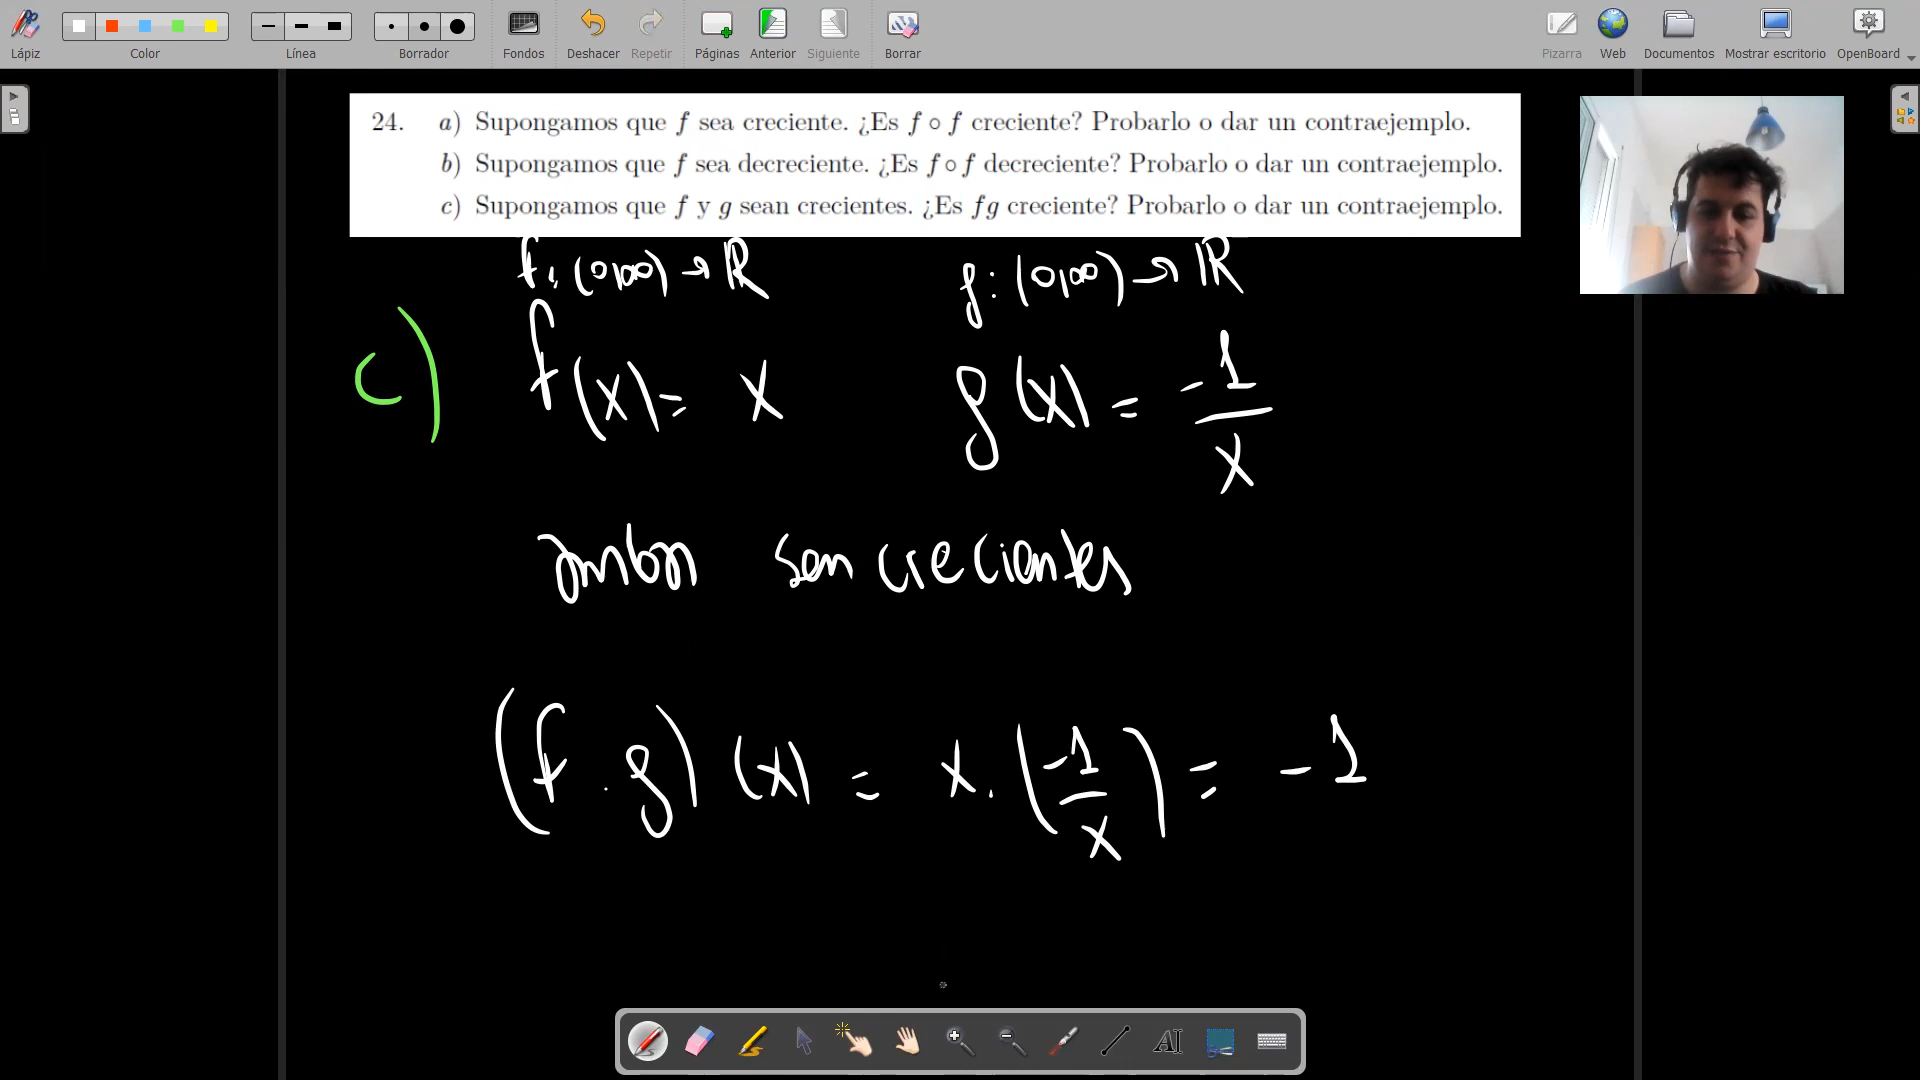 Lápiz Color Línea Borrador Fondos Deshacer Repetir Páginas Anterior Siguiente Borrar Pizarra Web Documentos Mostrar escritorio OpenBoard
24. a) Supongamos que f sea creciente. ¿Es f ∘ f creciente? Probarlo o dar un contraejemplo.
b) Supongamos que f sea decreciente. ¿Es f ∘ f decreciente? Probarlo o dar un contraejemplo.
c) Supongamos que f y g sean crecientes. ¿Es fg creciente? Probarlo o dar un contraejemplo.
f: (0,∞) → ℝ g: (0,∞) → ℝ
c) f(x) = x g(x) = -1/x
ambas son crecientes
(f · g)(x) = x · (-1/x) = -1
AI